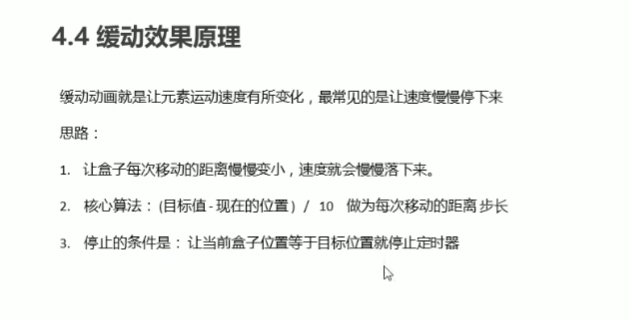 4.4 缓动效果原理
缓动动画就是让元素运动速度有所变化，最常见的是让速度慢慢停下来
思路：
1. 让盒子每次移动的距离慢慢变小，速度就会慢慢落下来。
2. 核心算法：(目标值 - 现在的位置) / 10 做为每次移动的距离 步长
3. 停止的条件是：让当前盒子位置等于目标位置就停止定时器